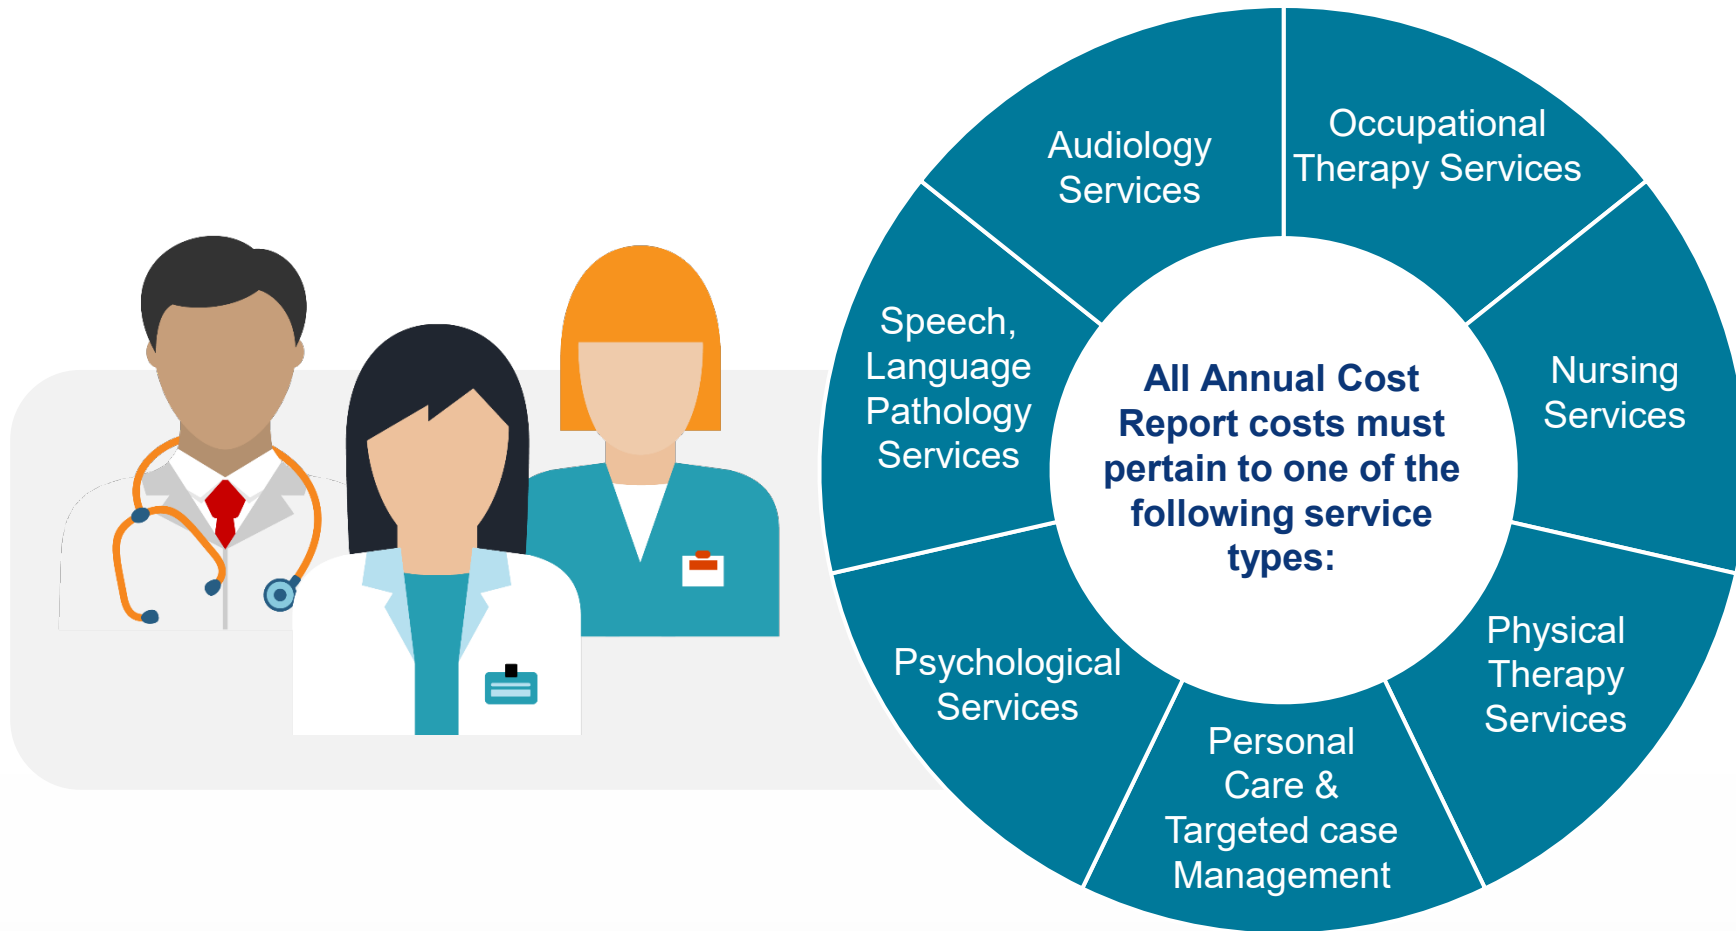 All Annual Cost
Report costs must
pertain to one of the
following service
types:
Occupational
Therapy Services
Nursing
Services
Physical
Therapy
Services
Personal
Care &
Targeted case
Management
Psychological
Services
Speech,
Language
Pathology
Services
Audiology
Services